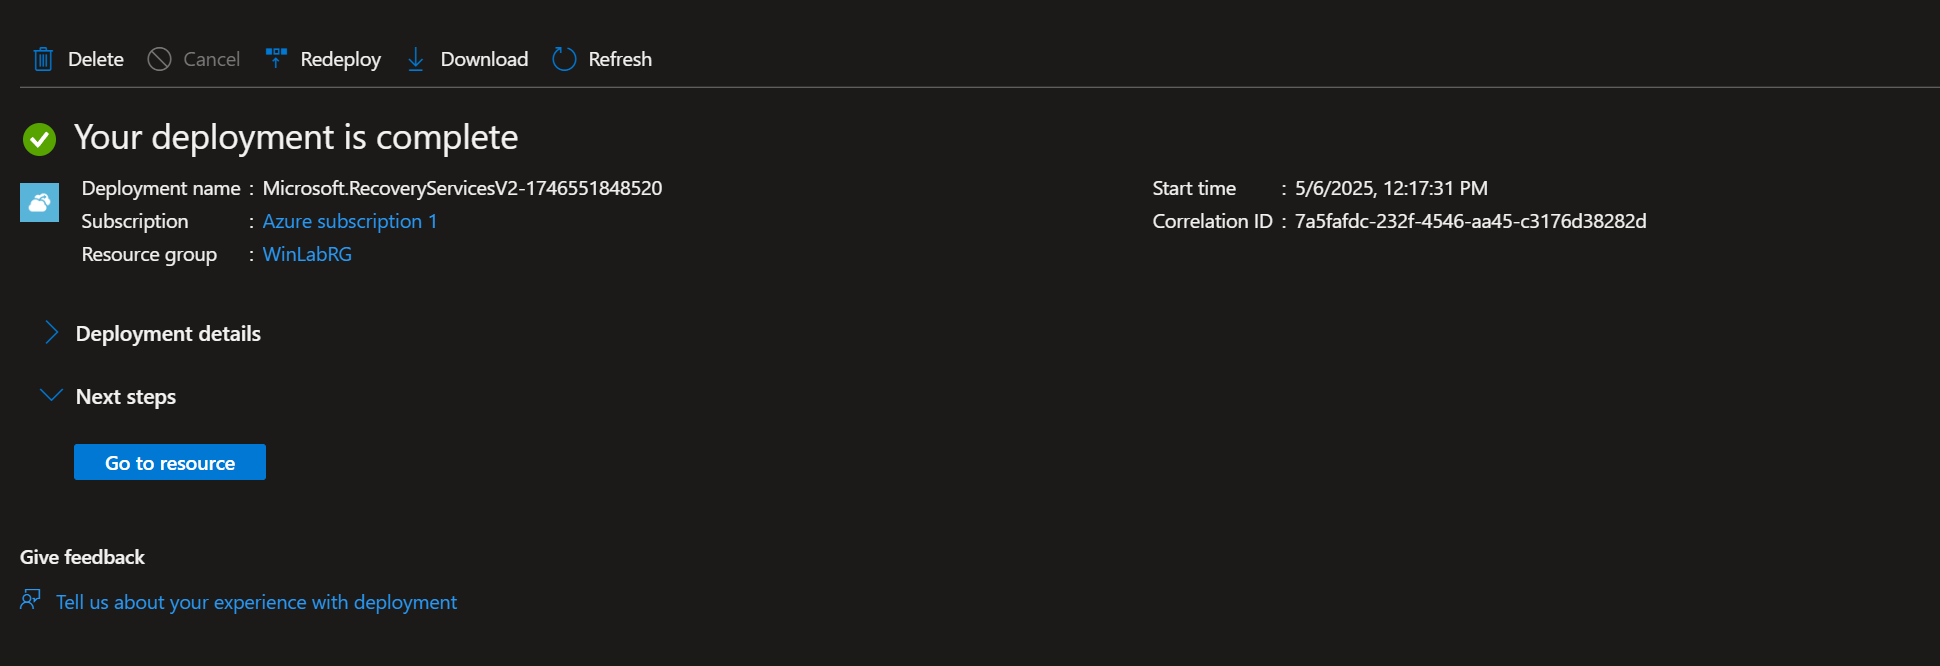 Delete Cancel Redeploy Download Refresh
Your deployment is complete
Deployment name : Microsoft.RecoveryServicesV2-1746551848520
Subscription : Azure subscription 1
Resource group : WinLabRG
Start time : 5/6/2025, 12:17:31 PM
Correlation ID : 7a5fafdc-232f-4546-aa45-c3176d38282d
Deployment details
Next steps
Go to resource
Give feedback
Tell us about your experience with deployment